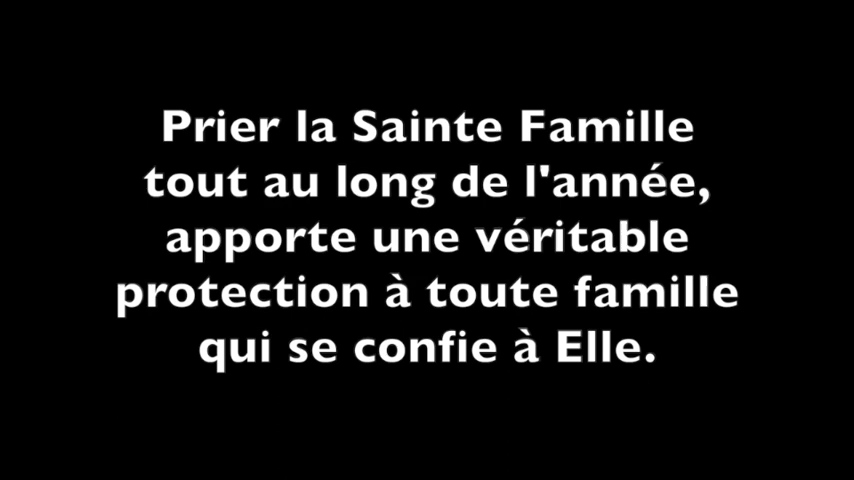 Prier la Sainte Famille
tout au long de l'année,
apporte une véritable
protection à toute famille
qui se confie à Elle.